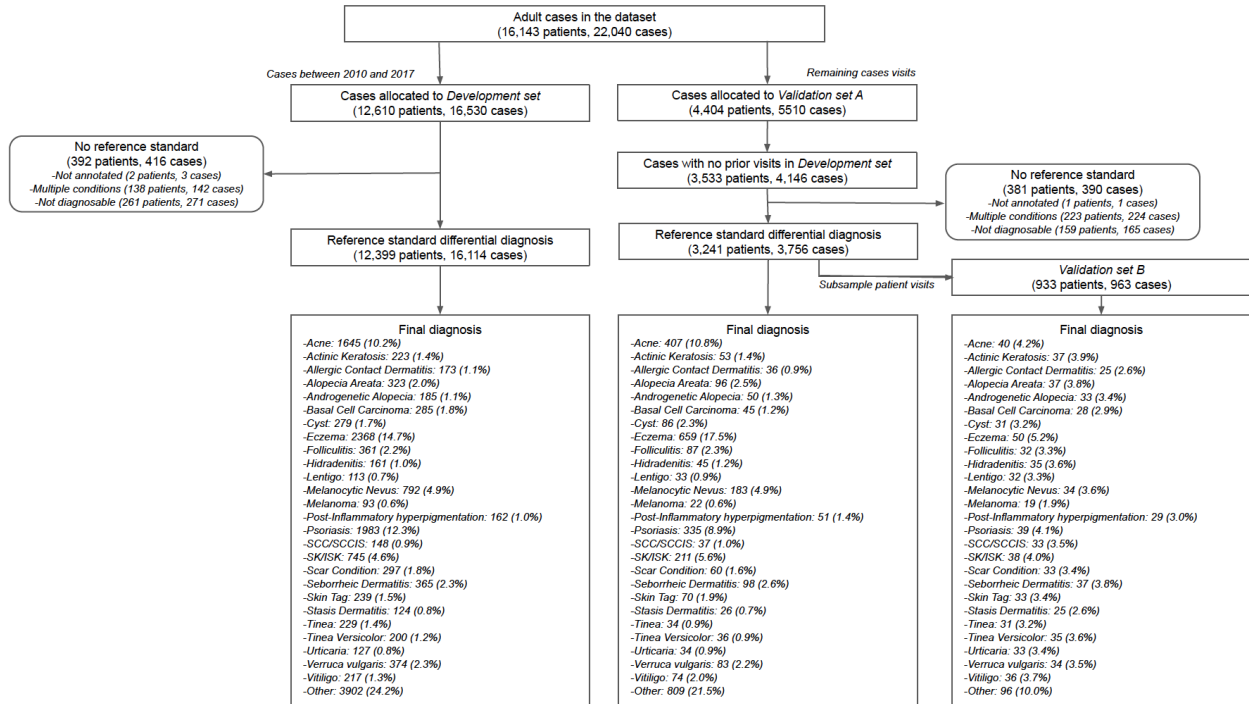 Adult cases in the dataset
(16,143 patients, 22,040 cases)
Cases between 2010 and 2017
Remaining cases visits
Cases allocated to Development set
(12,610 patients, 16,530 cases)
Cases allocated to Validation set A
(4,404 patients, 5510 cases)
No reference standard
(392 patients, 416 cases)
-Not annotated (2 patients, 3 cases)
-Multiple conditions (138 patients, 142 cases)
-Not diagnosable (261 patients, 271 cases)
Cases with no prior visits in Development set
(3,533 patients, 4,146 cases)
No reference standard
(381 patients, 390 cases)
-Not annotated (1 patients, 1 cases)
-Multiple conditions (223 patients, 224 cases)
-Not diagnosable (159 patients, 165 cases)
Reference standard differential diagnosis
(12,399 patients, 16,114 cases)
Reference standard differential diagnosis
(3,241 patients, 3,756 cases)
Subsample patient visits
Validation set B
(933 patients, 963 cases)
Final diagnosis
-Acne: 1645 (10.2%)
-Actinic Keratosis: 223 (1.4%)
-Allergic Contact Dermatitis: 173 (1.1%)
-Alopecia Areata: 323 (2.0%)
-Androgenetic Alopecia: 185 (1.1%)
-Basal Cell Carcinoma: 285 (1.8%)
-Cyst: 279 (1.7%)
-Eczema: 2368 (14.7%)
-Folliculitis: 361 (2.2%)
-Hidradenitis: 161 (1.0%)
-Lentigo: 113 (0.7%)
-Melanocytic Nevus: 792 (4.9%)
-Melanoma: 93 (0.6%)
-Post-Inflammatory hyperpigmentation: 162 (1.0%)
-Psoriasis: 1983 (12.3%)
-SCC/SCCIS: 148 (0.9%)
-SK/ISK: 745 (4.6%)
-Scar Condition: 297 (1.8%)
-Seborrheic Dermatitis: 365 (2.3%)
-Skin Tag: 239 (1.5%)
-Stasis Dermatitis: 124 (0.8%)
-Tinea: 229 (1.4%)
-Tinea Versicolor: 200 (1.2%)
-Urticaria: 127 (0.8%)
-Verruca vulgaris: 374 (2.3%)
-Vitiligo: 217 (1.3%)
-Other: 3902 (24.2%)
Final diagnosis
-Acne: 407 (10.8%)
-Actinic Keratosis: 53 (1.4%)
-Allergic Contact Dermatitis: 36 (0.9%)
-Alopecia Areata: 96 (2.5%)
-Androgenetic Alopecia: 50 (1.3%)
-Basal Cell Carcinoma: 45 (1.2%)
-Cyst: 86 (2.3%)
-Eczema: 659 (17.5%)
-Folliculitis: 87 (2.3%)
-Hidradenitis: 45 (1.2%)
-Lentigo: 33 (0.9%)
-Melanocytic Nevus: 183 (4.9%)
-Melanoma: 22 (0.6%)
-Post-Inflammatory hyperpigmentation: 51 (1.4%)
-Psoriasis: 335 (8.9%)
-SCC/SCCIS: 37 (1.0%)
-SK/ISK: 211 (5.6%)
-Scar Condition: 60 (1.6%)
-Seborrheic Dermatitis: 98 (2.6%)
-Skin Tag: 70 (1.9%)
-Stasis Dermatitis: 26 (0.7%)
-Tinea: 34 (0.9%)
-Tinea Versicolor: 36 (0.9%)
-Urticaria: 34 (0.9%)
-Verruca vulgaris: 83 (2.2%)
-Vitiligo: 74 (2.0%)
-Other: 809 (21.5%)
Final diagnosis
-Acne: 40 (4.2%)
-Actinic Keratosis: 37 (3.9%)
-Allergic Contact Dermatitis: 25 (2.6%)
-Alopecia Areata: 37 (3.8%)
-Androgenetic Alopecia: 33 (3.4%)
-Basal Cell Carcinoma: 28 (2.9%)
-Cyst: 31 (3.2%)
-Eczema: 50 (5.2%)
-Folliculitis: 32 (3.3%)
-Hidradenitis: 35 (3.6%)
-Lentigo: 32 (3.3%)
-Melanocytic Nevus: 34 (3.6%)
-Melanoma: 19 (1.9%)
-Post-Inflammatory hyperpigmentation: 29 (3.0%)
-Psoriasis: 39 (4.1%)
-SCC/SCCIS: 33 (3.5%)
-SK/ISK: 38 (4.0%)
-Scar Condition: 33 (3.4%)
-Seborrheic Dermatitis: 37 (3.8%)
-Skin Tag: 33 (3.4%)
-Stasis Dermatitis: 25 (2.6%)
-Tinea: 31 (3.2%)
-Tinea Versicolor: 35 (3.6%)
-Urticaria: 33 (3.4%)
-Verruca vulgaris: 34 (3.5%)
-Vitiligo: 36 (3.7%)
-Other: 96 (10.0%)